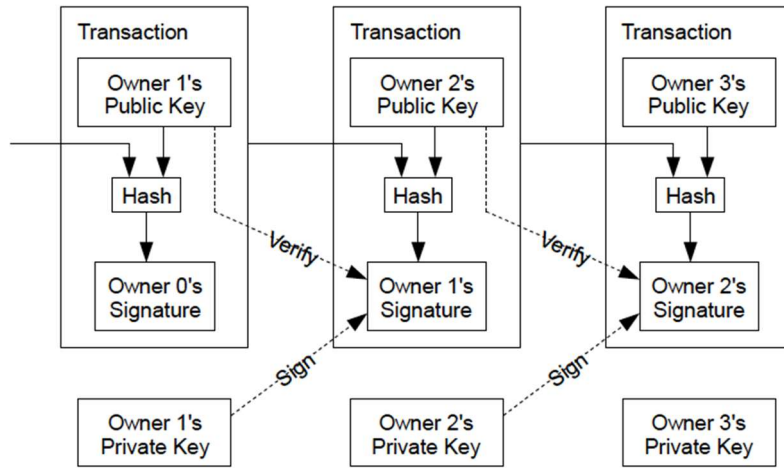 Transaction
Owner 1's
Public Key
Hash
Owner 0's
Signature
Transaction
Owner 2's
Public Key
Hash
Verify
Owner 1's
Signature
Transaction
Owner 3's
Public Key
Hash
Verify
Owner 2's
Signature
Sign
Sign
Owner 1's
Private Key
Owner 2's
Private Key
Owner 3's
Private Key